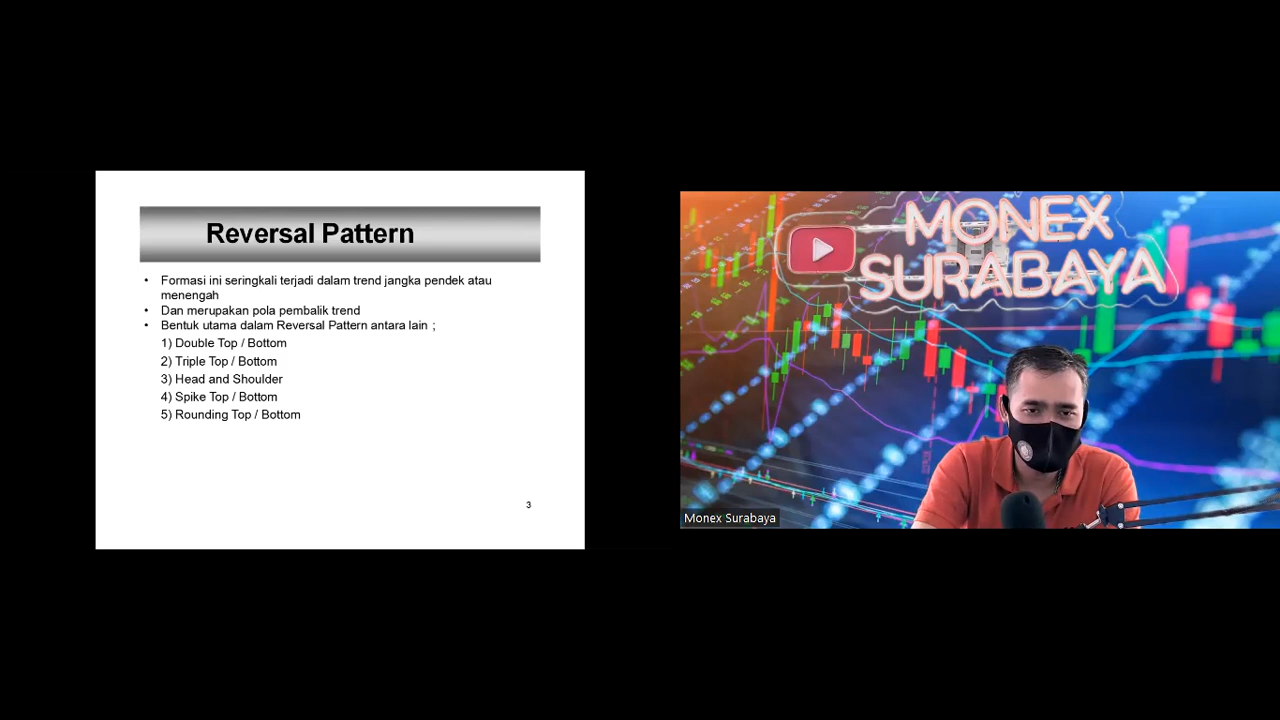 Reversal Pattern
• Formasi ini seringkali terjadi dalam trend jangka pendek atau
menengah
• Dan merupakan pola pembalik trend
• Bentuk utama dalam Reversal Pattern antara lain ;
1) Double Top / Bottom
2) Triple Top / Bottom
3) Head and Shoulder
4) Spike Top / Bottom
5) Rounding Top / Bottom
3
MONEX
SURABAYA
Monex Surabaya